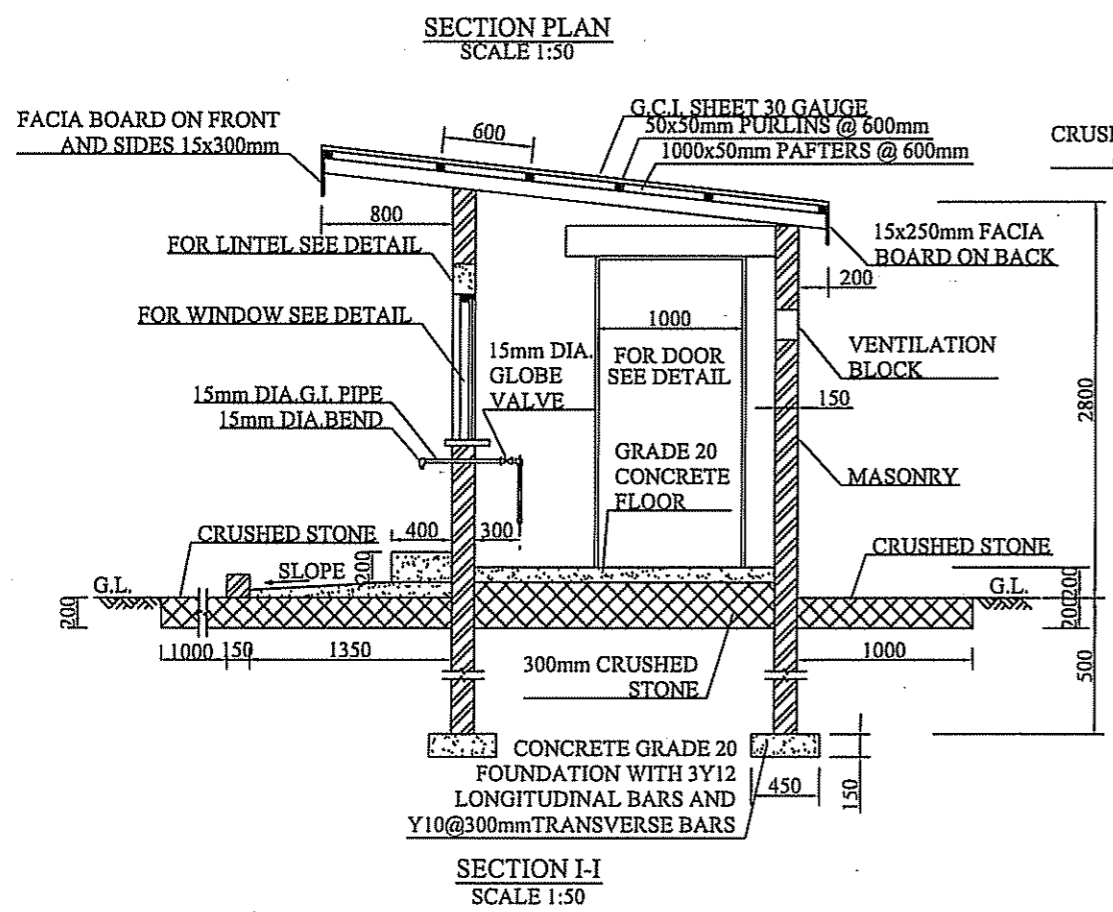 SECTION PLAN
SCALE 1:50
FACIA BOARD ON FRONT
AND SIDES 15x300mm
600
G.C.I. SHEET 30 GAUGE
50x50mm PURLINS @ 600mm
1000x50mm PAFTERS @ 600mm
CRUSH
800
FOR LINTEL SEE DETAIL
15x250mm FACIA
BOARD ON BACK
200
FOR WINDOW SEE DETAIL
1000
15mm DIA.
GLOBE
VALVE
FOR DOOR
SEE DETAIL
VENTILATION
BLOCK
2800
15mm DIA.G.I. PIPE
15mm DIA.BEND
150
GRADE 20
CONCRETE
FLOOR
MASONRY
400
300
CRUSHED STONE
CRUSHED STONE
200
SLOPE
G.L.
G.L.
200
200
200
1000
150
1350
300mm CRUSHED
STONE
1000
500
CONCRETE GRADE 20
FOUNDATION WITH 3Y12
LONGITUDINAL BARS AND
Y10@300mmTRANSVERSE BARS
450
150
SECTION I-I
SCALE 1:50